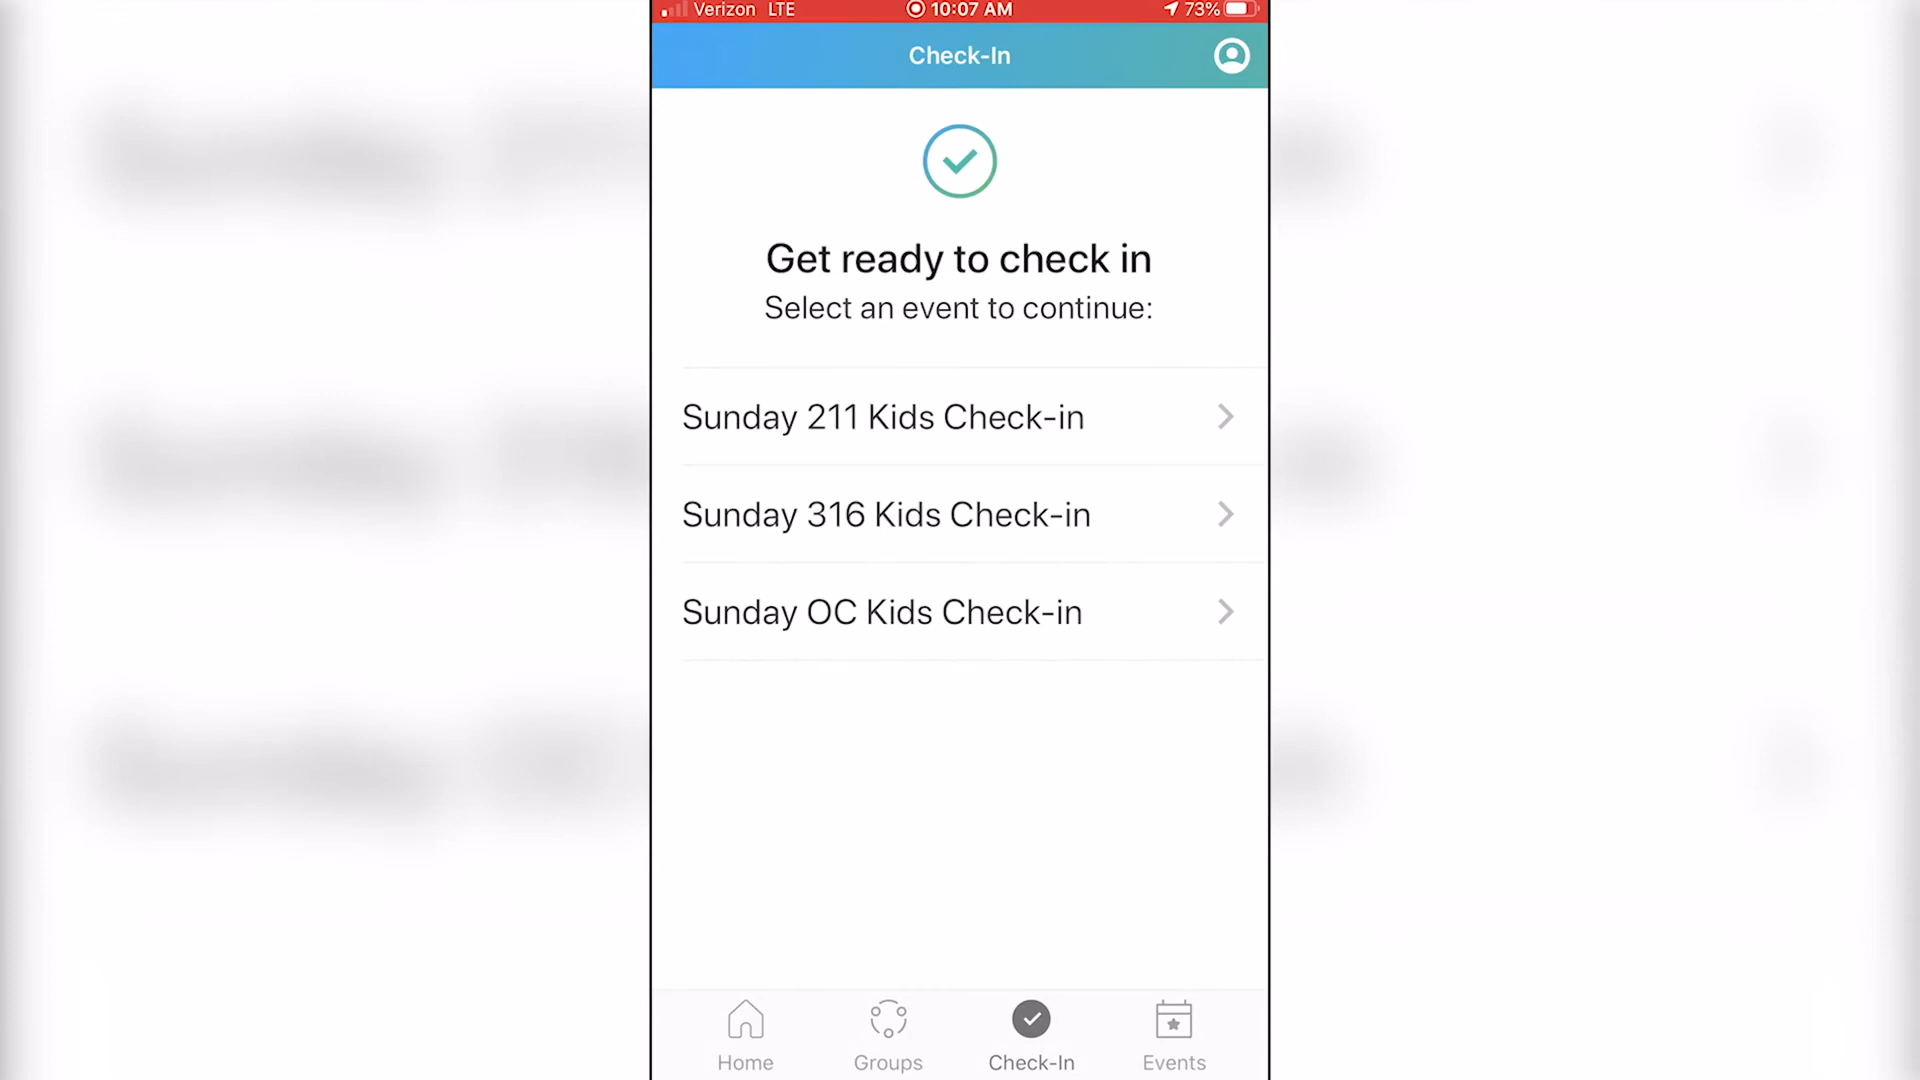 Verizon LTE 10:07 AM 73%
Check-In
Get ready to check in
Select an event to continue:
Sunday 211 Kids Check-in
Sunday 316 Kids Check-in
Sunday OC Kids Check-in
Home Groups Check-In Events